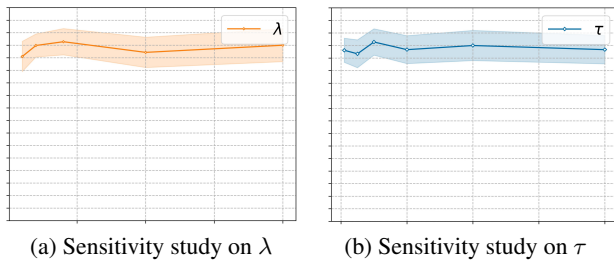 λ
τ
(a) Sensitivity study on λ
(b) Sensitivity study on τ